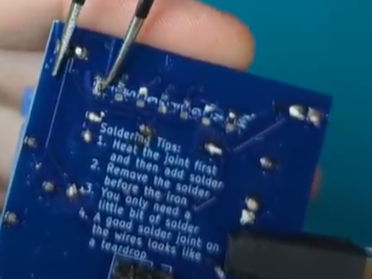 Soldering Tips:
1. Heat the joint first
and then add solder
2. Remove the solder
before the iron
3. You only need a
little bit of solder
4. A good solder joint on
the wires looks like
a teardrop